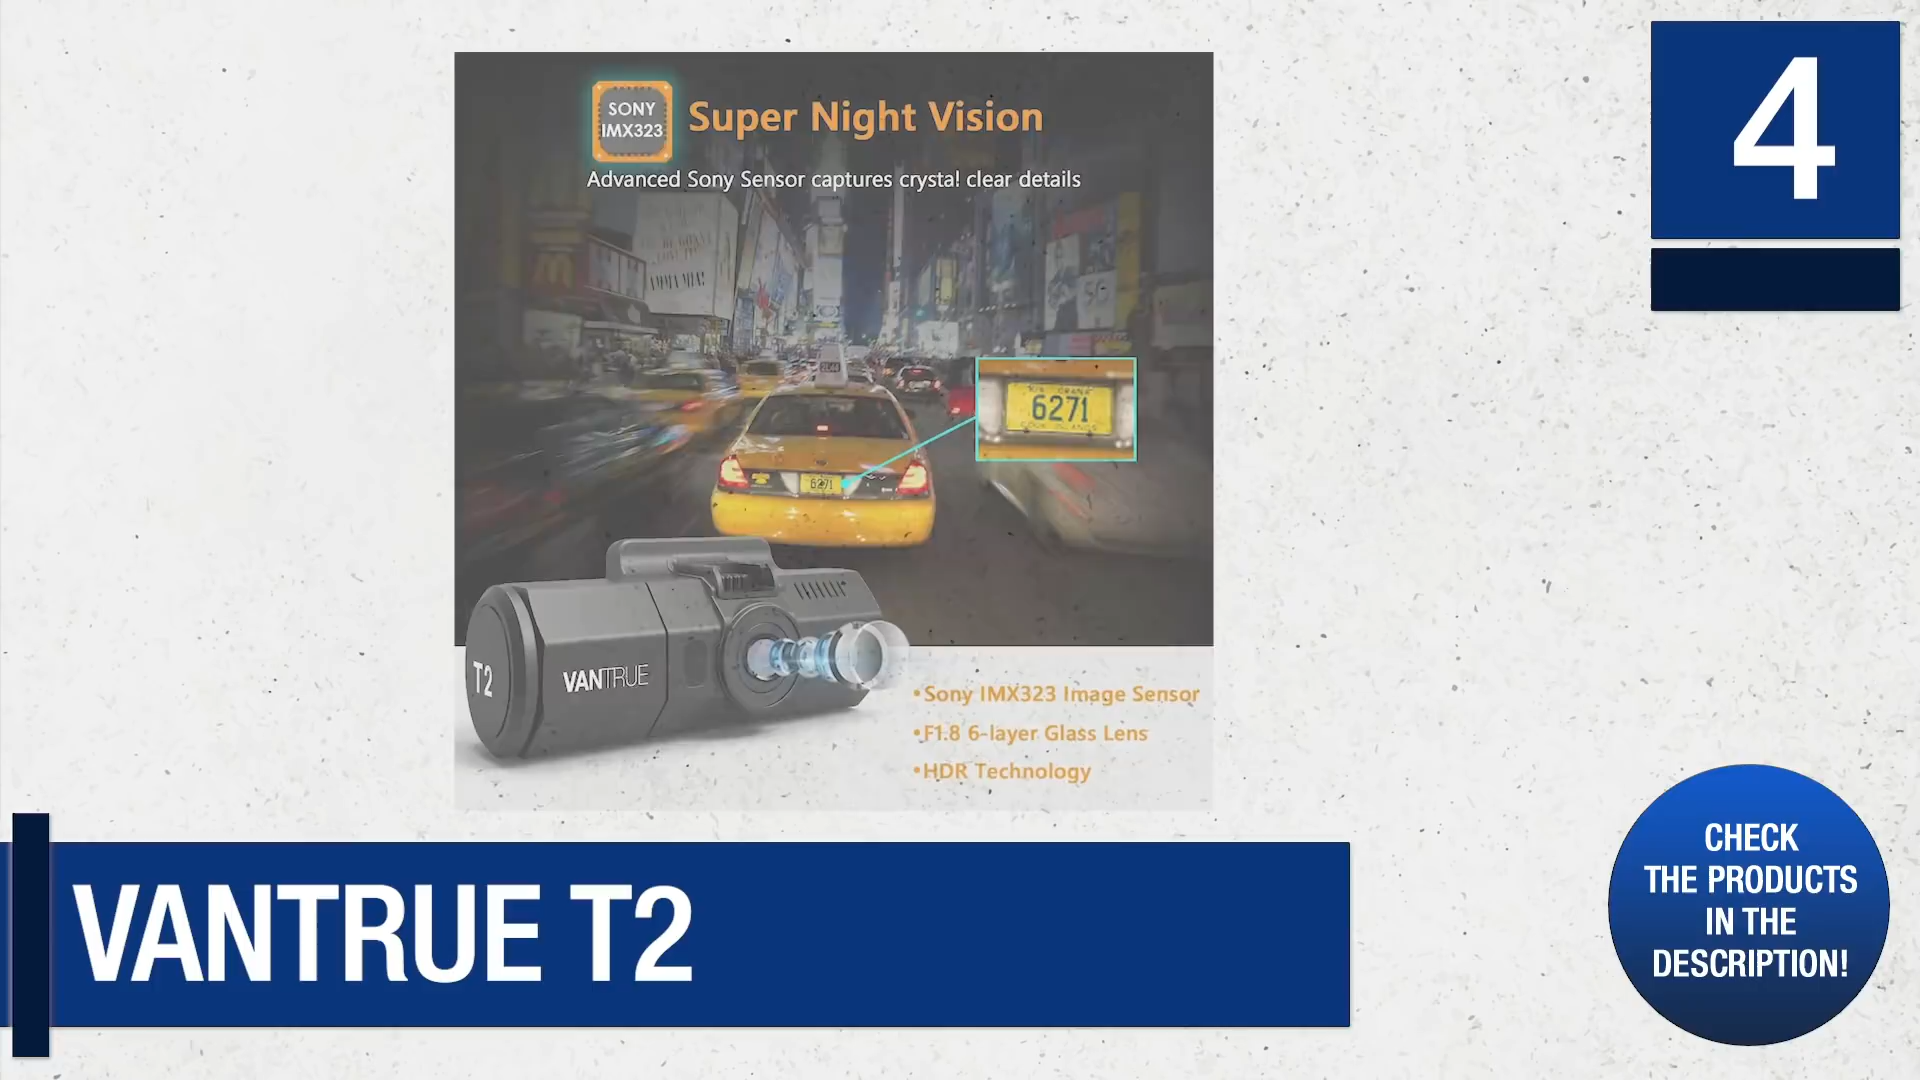 4
SONY
IMX323
Super Night Vision
Advanced Sony Sensor captures crystal clear details
6271
6271
T2
VANTRUE
•Sony IMX323 Image Sensor
•F1.8 6-layer Glass Lens
•HDR Technology
VANTRUE T2
CHECK
THE PRODUCTS
IN THE
DESCRIPTION!